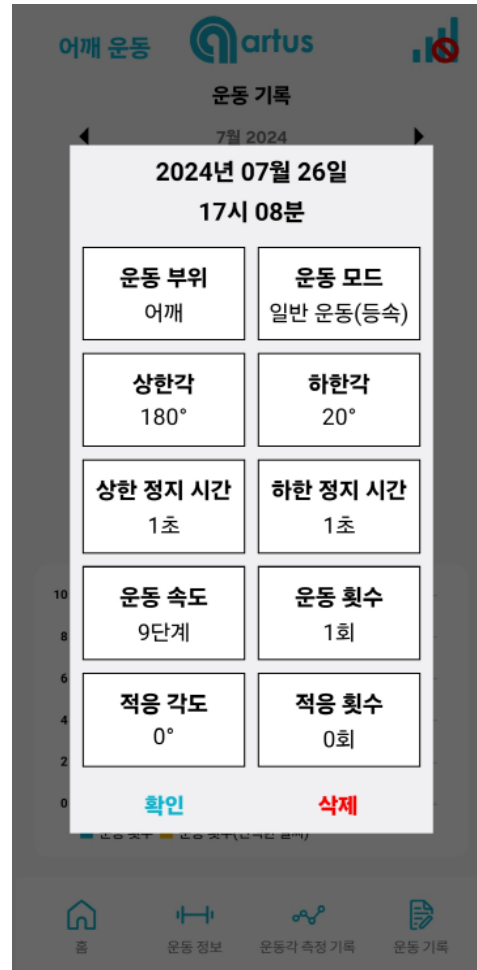 어깨 운동
artus
운동 기록
7월 2024
2024년 07월 26일
17시 08분
운동 부위
어깨
운동 모드
일반 운동(등속)
상한각
180°
하한각
20°
상한 정지 시간
1초
하한 정지 시간
1초
운동 속도
9단계
운동 횟수
1회
적응 각도
0°
적응 횟수
0회
확인
삭제
10
8
6
4
2
0
홈
운동 정보
운동각 측정 기록
운동 기록